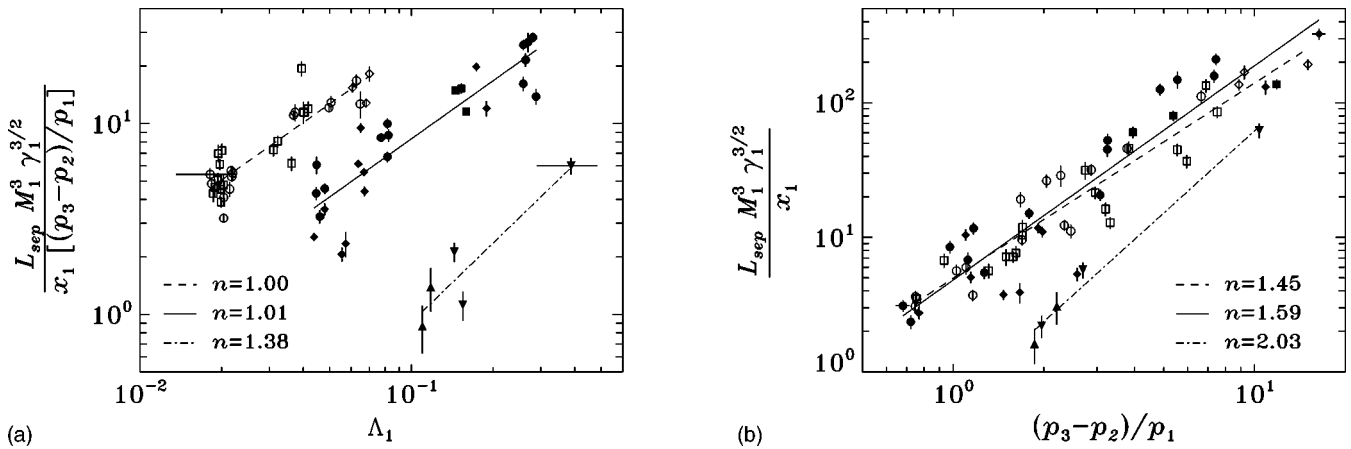 L_sep M_1^3 γ_1^{3/2}
x_1 [(p_3−p_2)/p_1]
10^1
10^0
n=1.00
n=1.01
n=1.38
10^−2
10^−1
Λ_1
(a)
L_sep M_1^3 γ_1^{3/2}
x_1
10^2
10^1
10^0
n=1.45
n=1.59
n=2.03
10^0
10^1
(p_3−p_2)/p_1
(b)